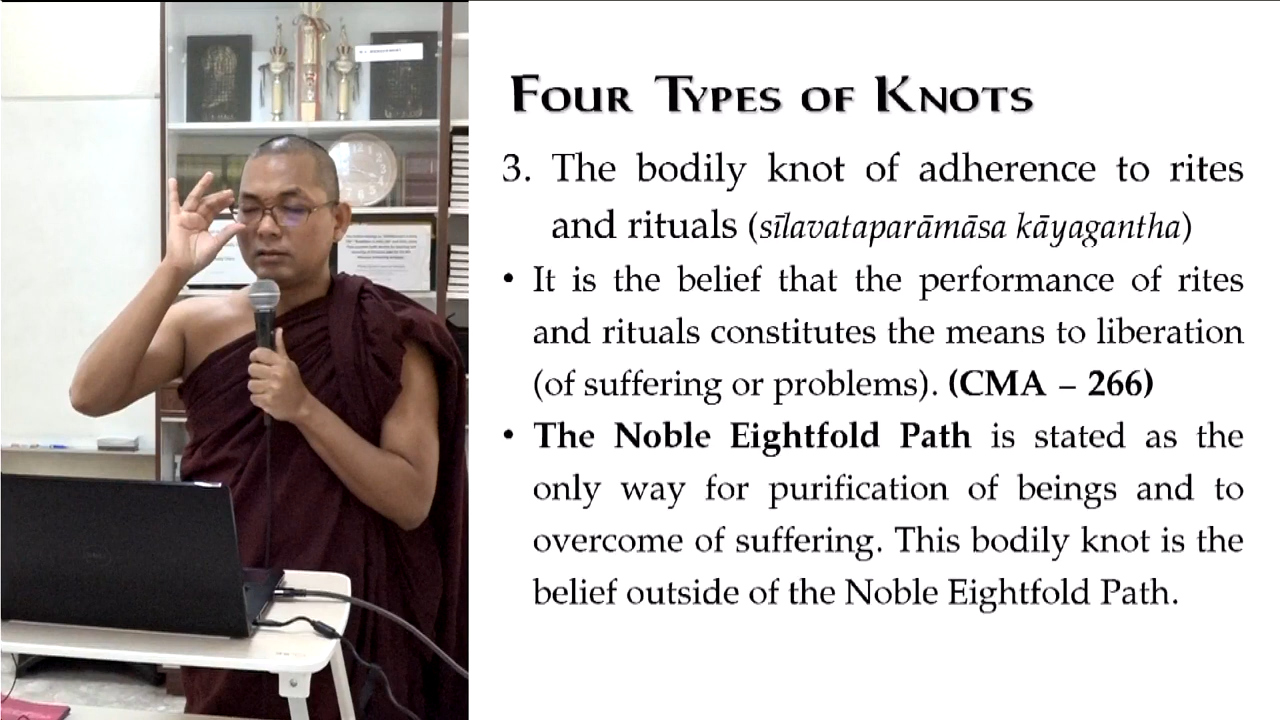 FOUR TYPES OF KNOTS
3. The bodily knot of adherence to rites
and rituals (sīlavataparāmāsa kāyagantha)
• It is the belief that the performance of rites
and rituals constitutes the means to liberation
(of suffering or problems). (CMA – 266)
• The Noble Eightfold Path is stated as the
only way for purification of beings and to
overcome of suffering. This bodily knot is the
belief outside of the Noble Eightfold Path.